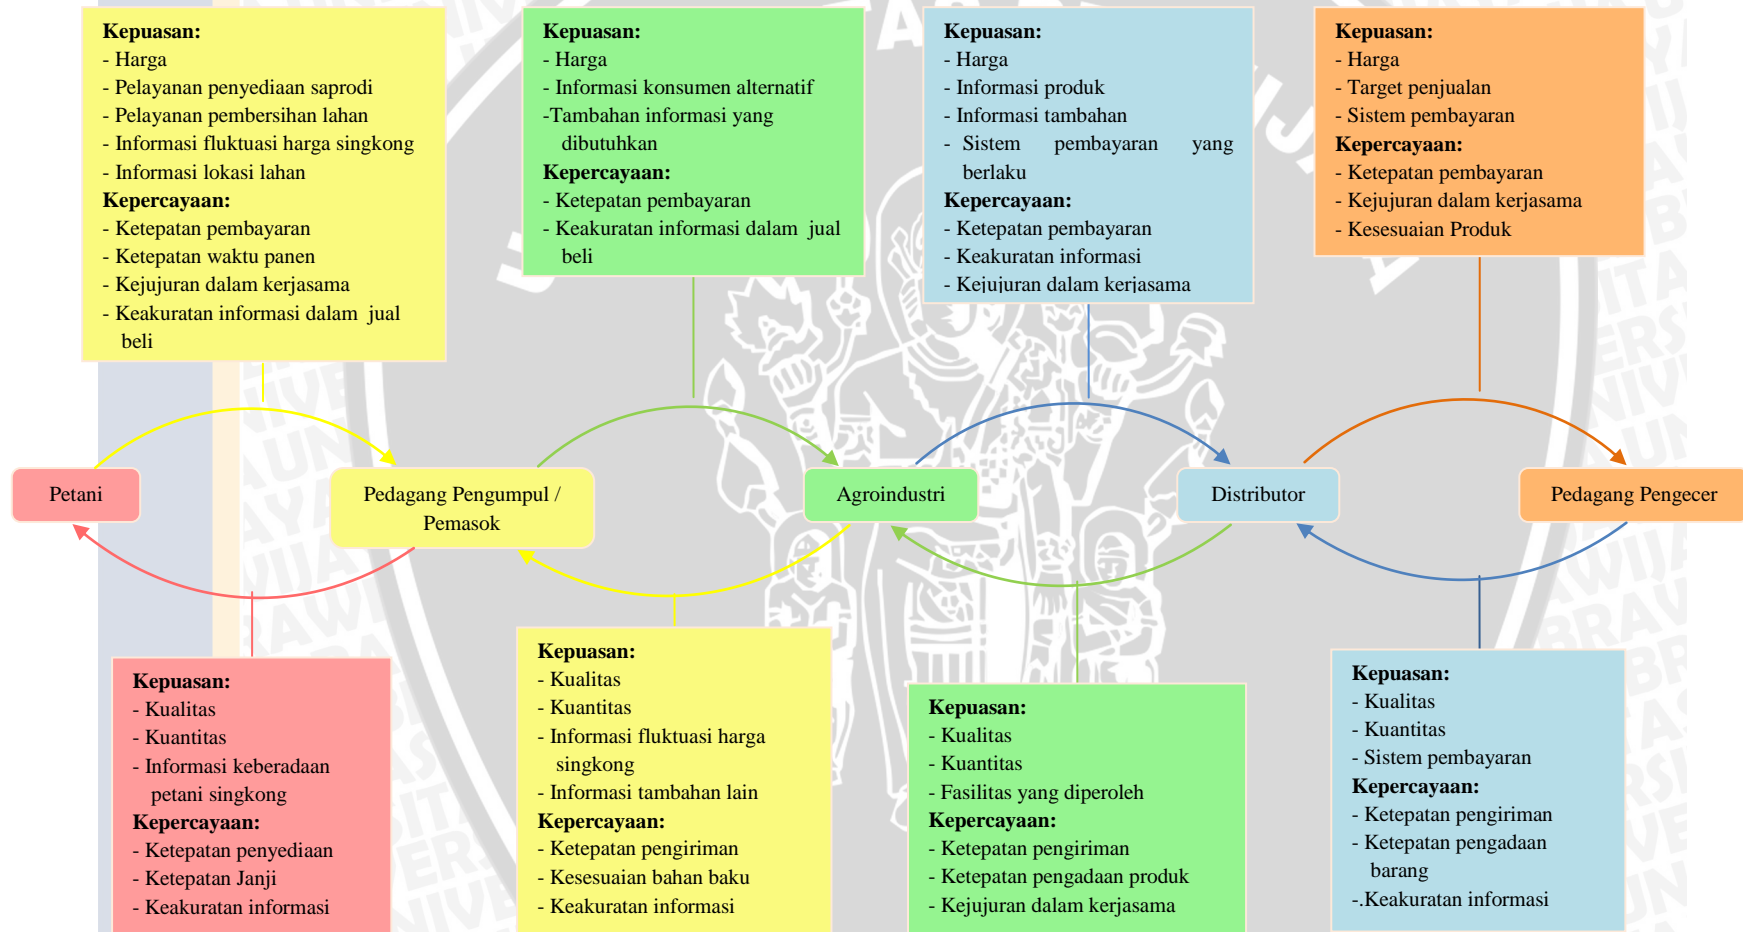 Kepuasan:
- Harga
- Pelayanan penyediaan saprodi
- Pelayanan pembersihan lahan
- Informasi fluktuasi harga singkong
- Informasi lokasi lahan
Kepercayaan:
- Ketepatan pembayaran
- Ketepatan waktu panen
- Kejujuran dalam kerjasama
- Keakuratan informasi dalam jual
beli
Kepuasan:
- Harga
- Informasi konsumen alternatif
-Tambahan informasi yang
dibutuhkan
Kepercayaan:
- Ketepatan pembayaran
- Keakuratan informasi dalam jual
beli
Kepuasan:
- Harga
- Informasi produk
- Informasi tambahan
- Sistem pembayaran yang
berlaku
Kepercayaan:
- Ketepatan pembayaran
- Keakuratan informasi
- Kejujuran dalam kerjasama
Kepuasan:
- Harga
- Target penjualan
- Sistem pembayaran
Kepercayaan:
- Ketepatan pembayaran
- Kejujuran dalam kerjasama
- Kesesuaian Produk
Petani
Pedagang Pengumpul /
Pemasok
Agroindustri
Distributor
Pedagang Pengecer
Kepuasan:
- Kualitas
- Kuantitas
- Informasi keberadaan
petani singkong
Kepercayaan:
- Ketepatan penyediaan
- Ketepatan Janji
- Keakuratan informasi
Kepuasan:
- Kualitas
- Kuantitas
- Informasi fluktuasi harga
singkong
- Informasi tambahan lain
Kepercayaan:
- Ketepatan pengiriman
- Kesesuaian bahan baku
- Keakuratan informasi
Kepuasan:
- Kualitas
- Kuantitas
- Fasilitas yang diperoleh
Kepercayaan:
- Ketepatan pengiriman
- Ketepatan pengadaan produk
- Kejujuran dalam kerjasama
Kepuasan:
- Kualitas
- Kuantitas
- Sistem pembayaran
Kepercayaan:
- Ketepatan pengiriman
- Ketepatan pengadaan
barang
-.Keakuratan informasi